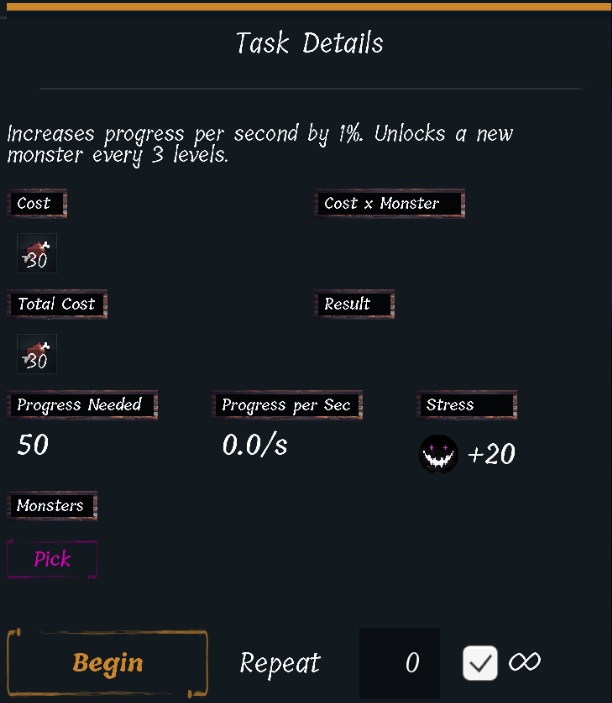 Task Details
Increases progress per second by 1%. Unlocks a new
monster every 3 levels.
Cost
Cost x Monster
30
Total Cost
Result
30
Progress Needed
Progress per Sec
Stress
50
0.0/s
+20
Monsters
Pick
Begin
Repeat
0
∞